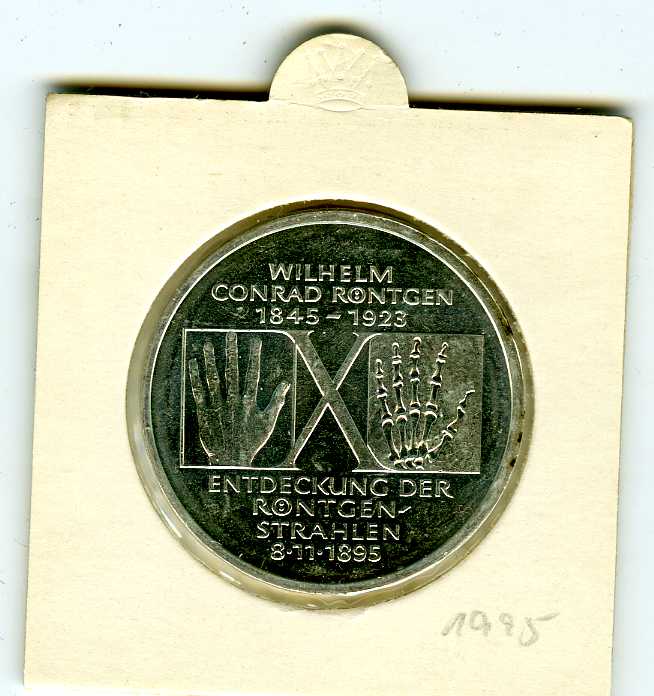 WILHELM
CONRAD RÖNTGEN
1845–1923
X
ENTDECKUNG DER
RÖNTGEN-
STRAHLEN
8·11·1895
1995